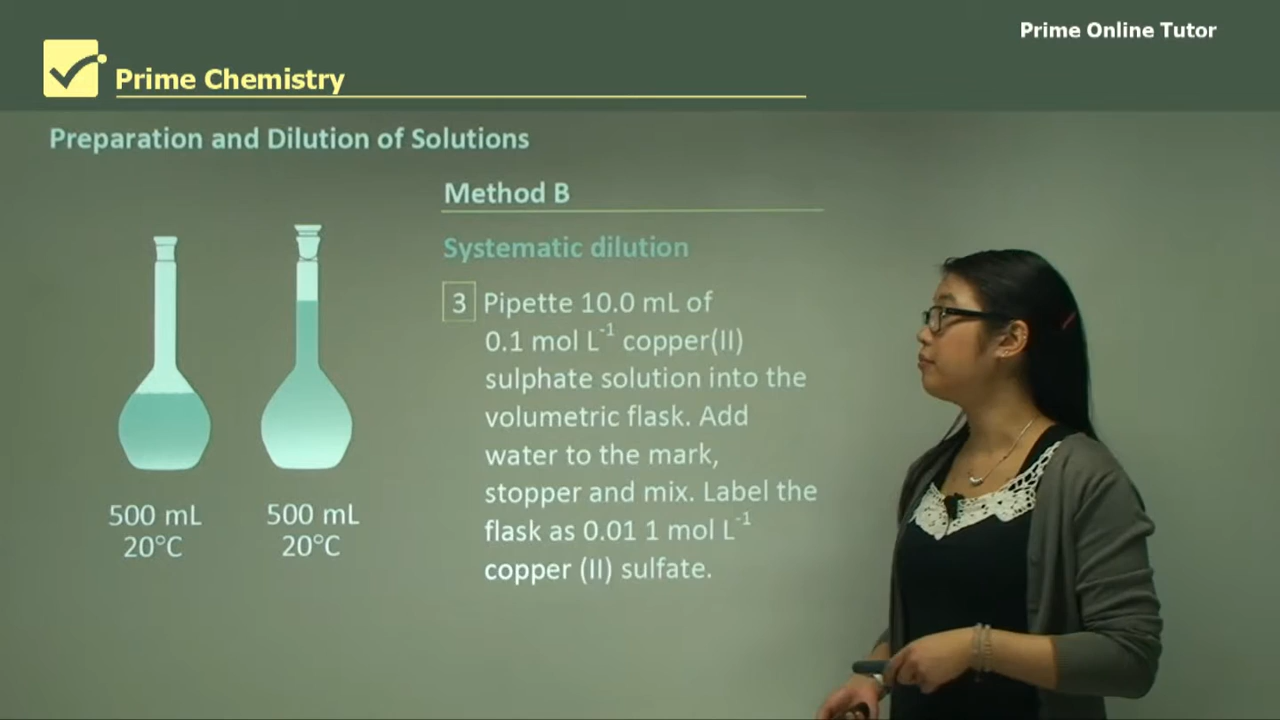 Prime Online Tutor
Prime Chemistry
Preparation and Dilution of Solutions
Method B
Systematic dilution
3 Pipette 10.0 mL of
0.1 mol L⁻¹ copper(II)
sulphate solution into the
volumetric flask. Add
water to the mark,
stopper and mix. Label the
flask as 0.01 1 mol L⁻¹
copper (II) sulfate.
500 mL 500 mL
20°C 20°C